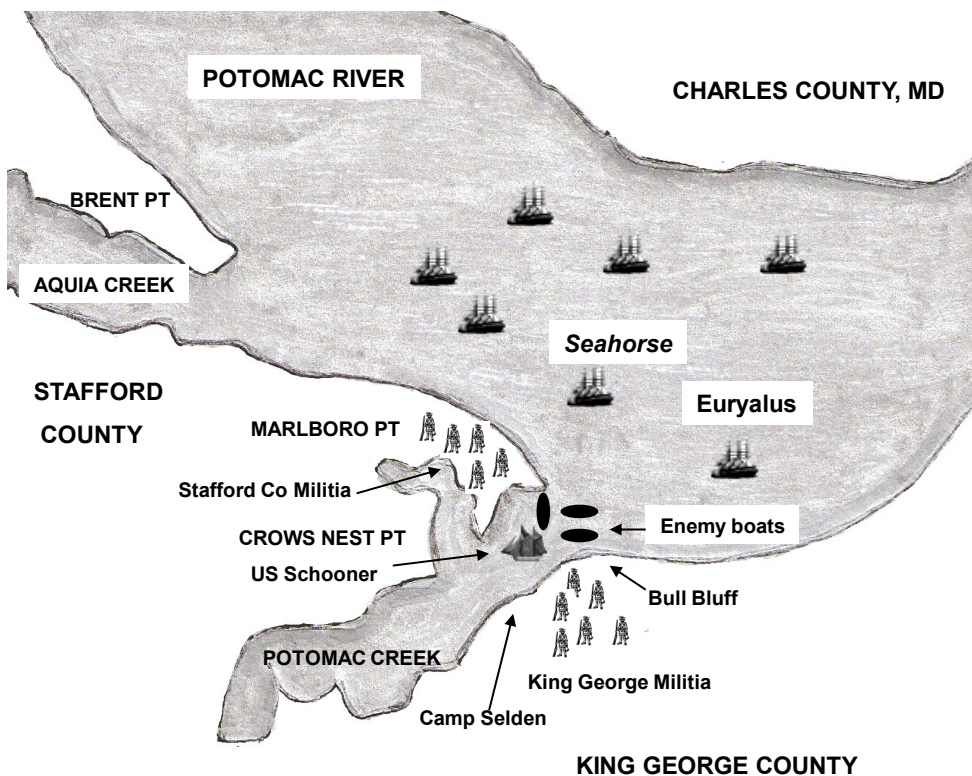 POTOMAC RIVER
CHARLES COUNTY, MD
BRENT PT
AQUIA CREEK
Seahorse
STAFFORD
COUNTY
Euryalus
MARLBORO PT
Stafford Co Militia
Enemy boats
CROWS NEST PT
US Schooner
Bull Bluff
POTOMAC CREEK
King George Militia
Camp Selden
KING GEORGE COUNTY